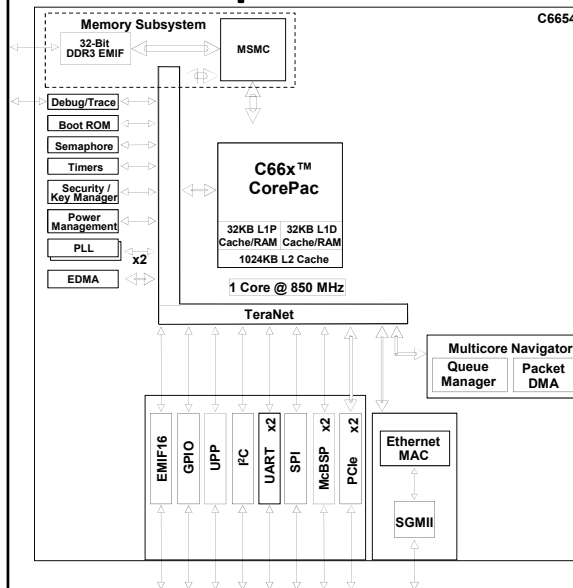 C6654
Memory Subsystem
32-Bit
DDR3 EMIF
MSMC
Debug/Trace
Boot ROM
Semaphore
Timers
Security /
Key Manager
Power
Management
PLL
x2
EDMA
C66x™
CorePac
32KB L1P
Cache/RAM
32KB L1D
Cache/RAM
1024KB L2 Cache
1 Core @ 850 MHz
TeraNet
Multicore Navigator
Queue
Manager
Packet
DMA
EMIF16
GPIO
UPP
I²C
UART x2
SPI
McBSP x2
PCIe x2
Ethernet
MAC
SGMII